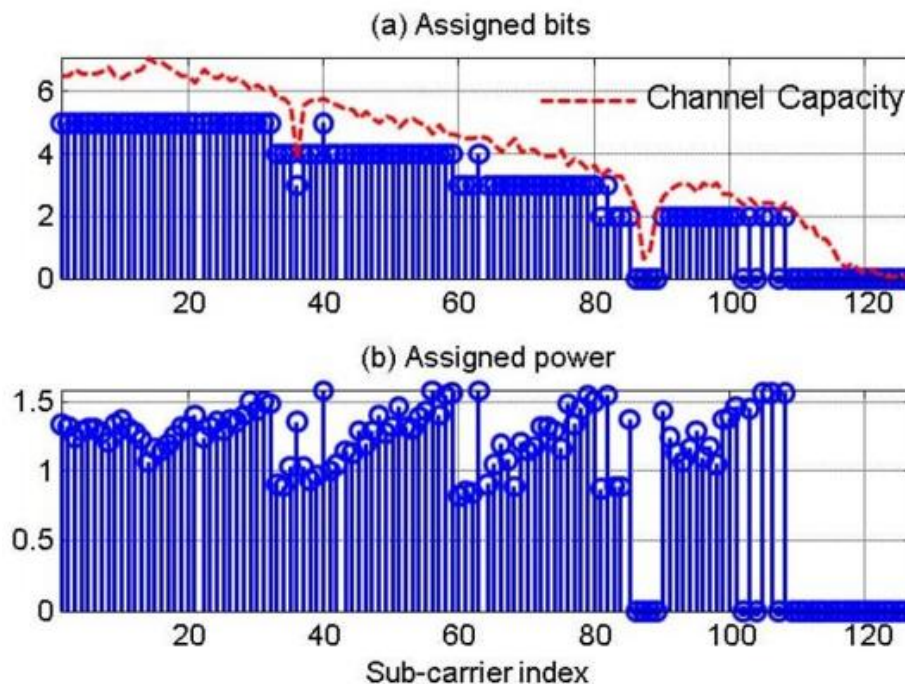 (a) Assigned bits
6
4
2
0
Channel Capacity
20 40 60 80 100 120
(b) Assigned power
1.5
1
0.5
0
20 40 60 80 100 120
Sub-carrier index